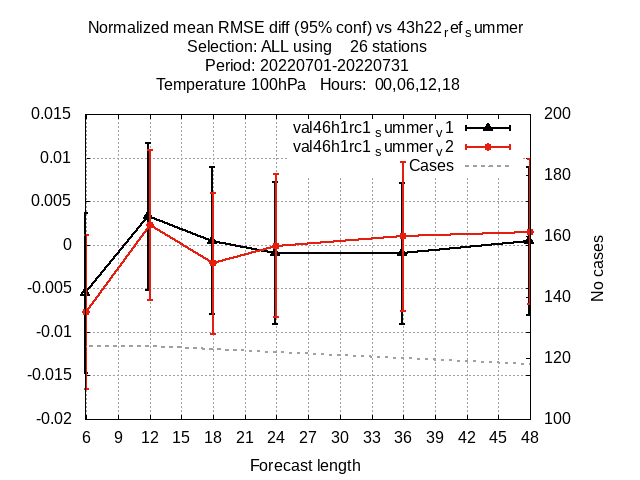 Normalized mean RMSE diff (95% conf) vs 43h22refsummer
Selection: ALL using 26 stations
Period: 20220701-20220731
Temperature 100hPa Hours: 00,06,12,18
0.015
0.01
0.005
0
-0.005
-0.01
-0.015
-0.02
val46h1rc1summerv1
val46h1rc1summerv2
Cases
200
180
160
140
120
100
No cases
6 9 12 15 18 21 24 27 30 33 36 39 42 45 48
Forecast length